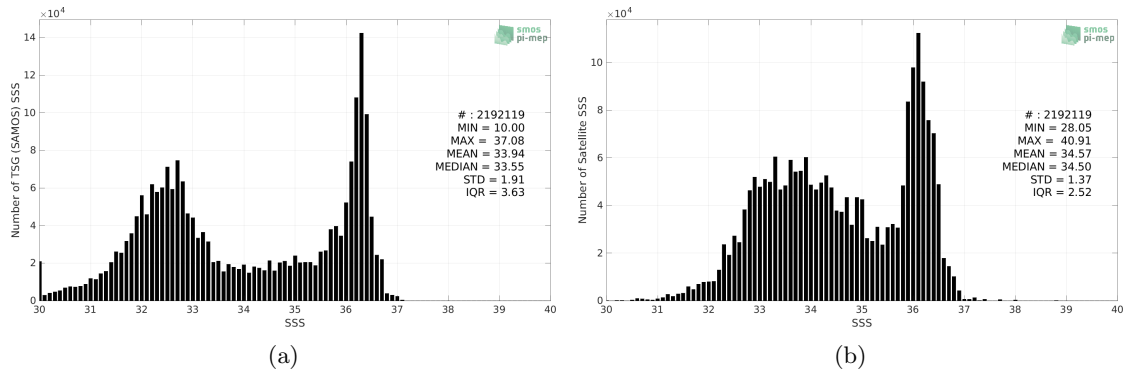 ×10⁴
14
12
10
8
6
4
2
0
30 31 32 33 34 35 36 37 38 39 40
SSS
Number of TSG (SAMOS) SSS
smos
pi-mep
# : 2192119
MIN = 10.00
MAX = 37.08
MEAN = 33.94
MEDIAN = 33.55
STD = 1.91
IQR = 3.63
(a)
×10⁴
10
8
6
4
2
0
30 31 32 33 34 35 36 37 38 39 40
SSS
Number of Satellite SSS
smos
pi-mep
# : 2192119
MIN = 28.05
MAX = 40.91
MEAN = 34.57
MEDIAN = 34.50
STD = 1.37
IQR = 2.52
(b)